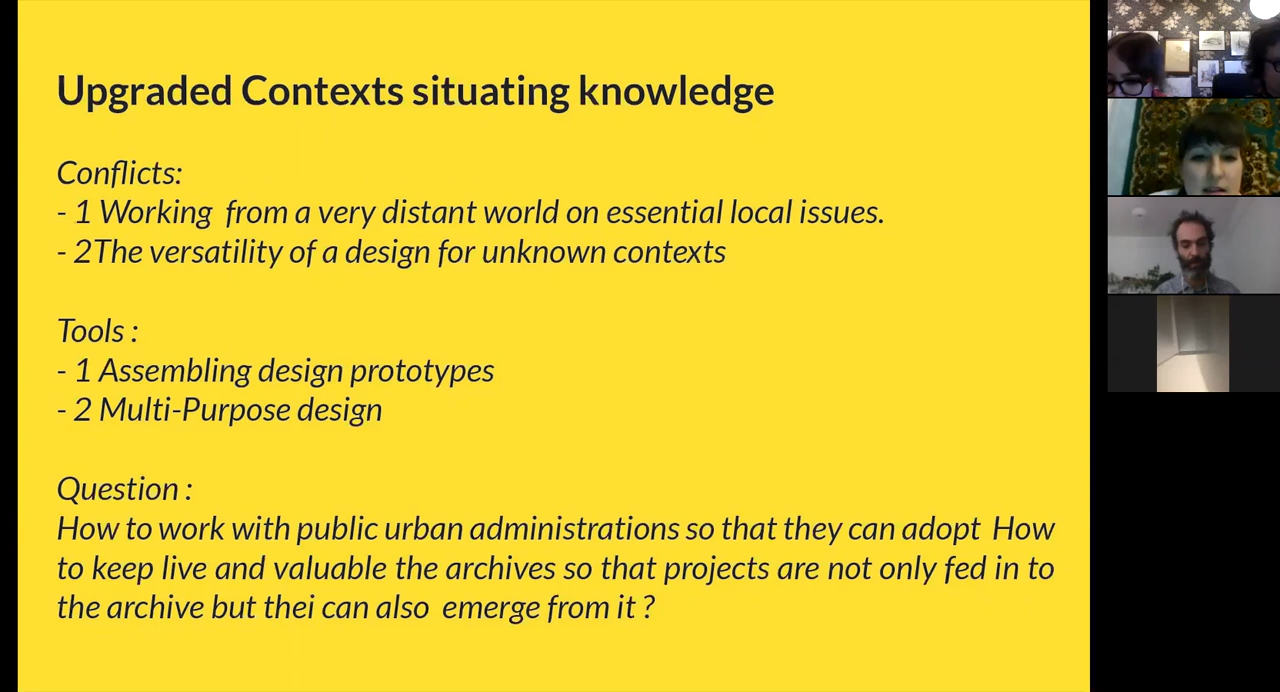 Upgraded Contexts situating knowledge
Conflicts:
- 1 Working  from a very distant world on essential local issues.
- 2The versatility of a design for unknown contexts
Tools :
- 1 Assembling design prototypes
- 2 Multi-Purpose design
Question :
How to work with public urban administrations so that they can adopt  How
to keep live and valuable the archives so that projects are not only fed in to
the archive but thei can also  emerge from it ?